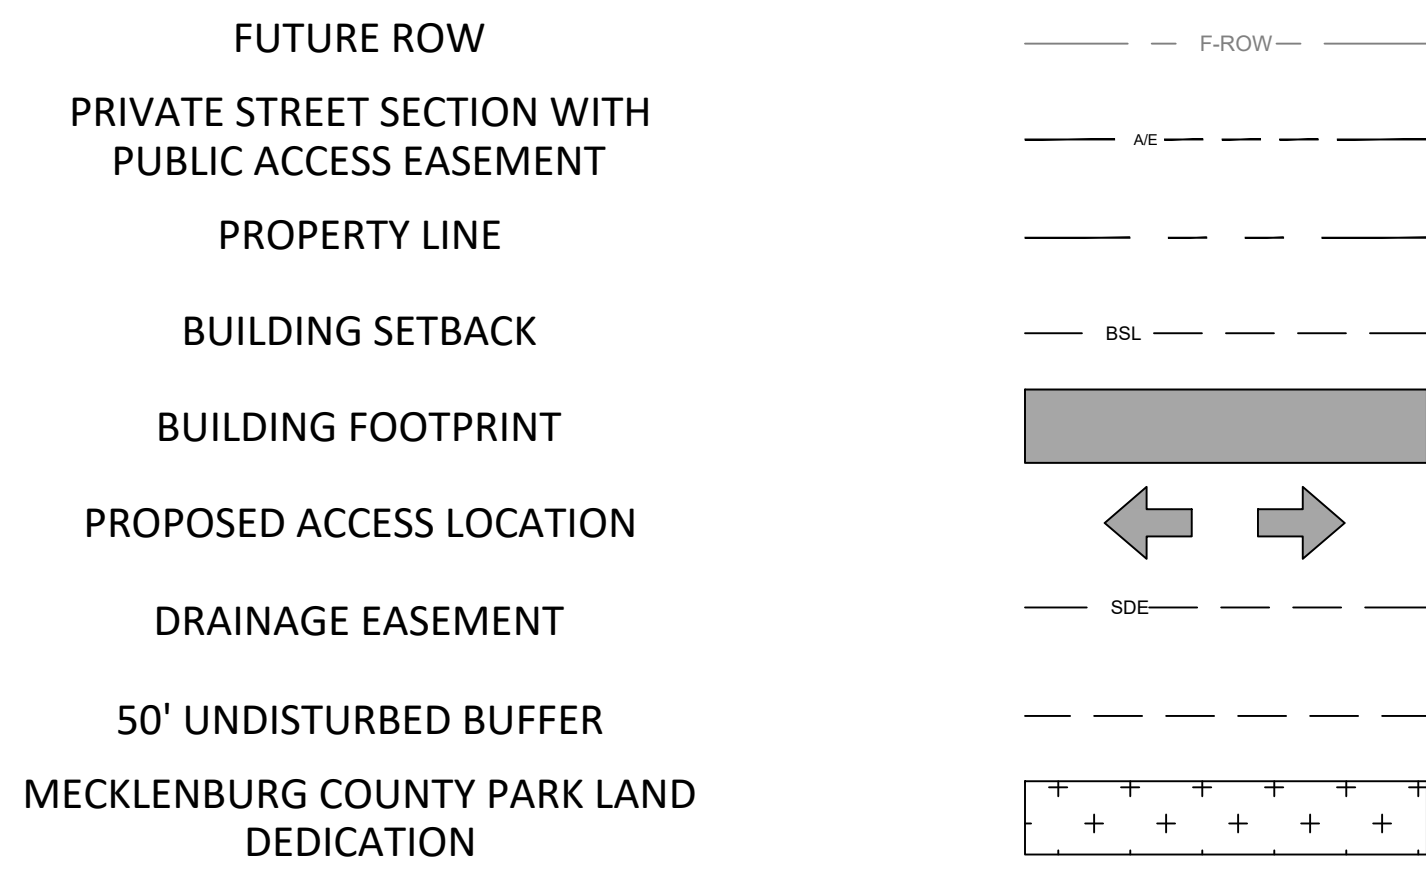 FUTURE ROW
F-ROW
PRIVATE STREET SECTION WITH
PUBLIC ACCESS EASEMENT
A/E
PROPERTY LINE
BUILDING SETBACK
BSL
BUILDING FOOTPRINT
PROPOSED ACCESS LOCATION
DRAINAGE EASEMENT
SDE
50' UNDISTURBED BUFFER
MECKLENBURG COUNTY PARK LAND
DEDICATION